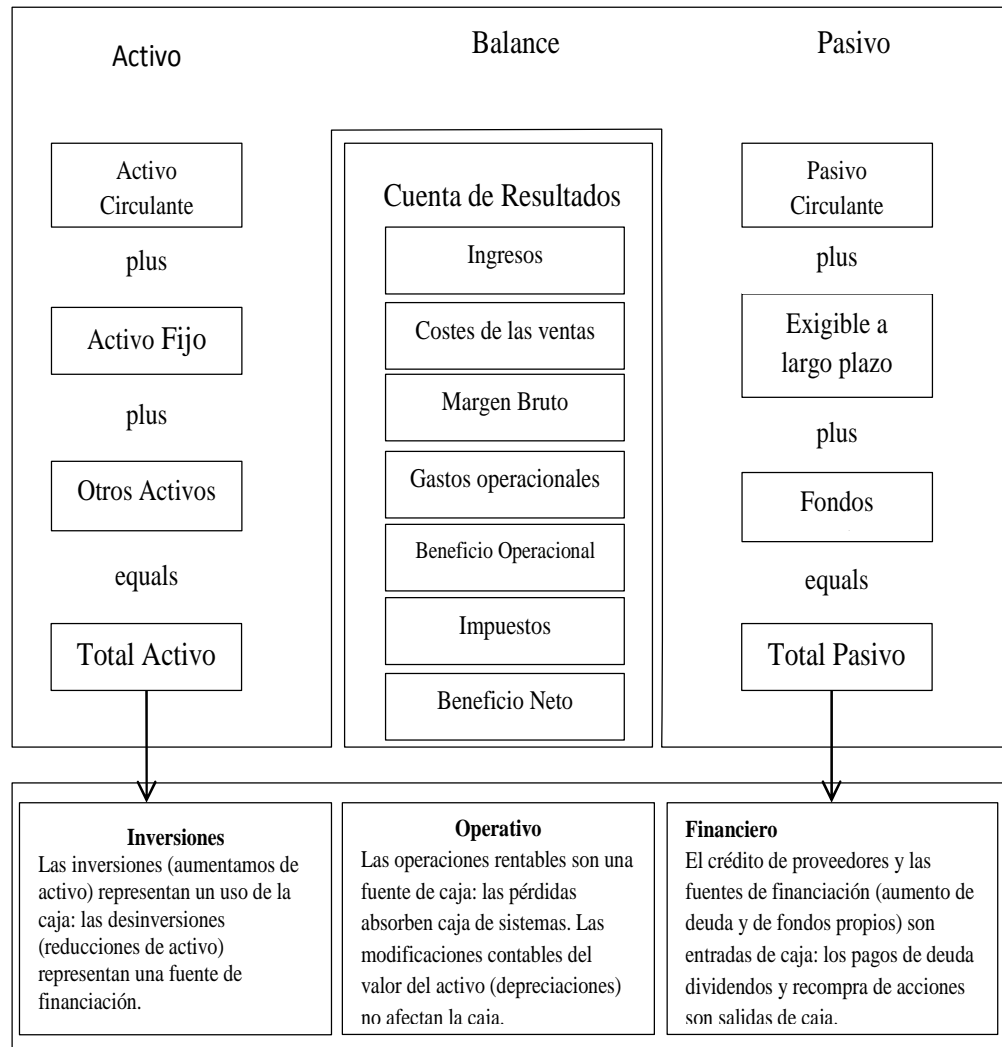 Activo
Balance
Pasivo
Activo
Circulante
plus
Activo Fijo
plus
Otros Activos
equals
Total Activo
Cuenta de Resultados
Ingresos
Costes de las ventas
Margen Bruto
Gastos operacionales
Beneficio Operacional
Impuestos
Beneficio Neto
Pasivo
Circulante
plus
Exigible a
largo plazo
plus
Fondos
equals
Total Pasivo
Inversiones
Las inversiones (aumentamos de
activo) representan un uso de la
caja: las desinversiones
(reducciones de activo)
representan una fuente de
financiación.
Operativo
Las operaciones rentables son una
fuente de caja: las pérdidas
absorben caja de sistemas. Las
modificaciones contables del
valor del activo (depreciaciones)
no afectan la caja.
Financiero
El crédito de proveedores y las
fuentes de financiación (aumento de
deuda y de fondos propios) son
entradas de caja: los pagos de deuda
dividendos y recompra de acciones
son salidas de caja.